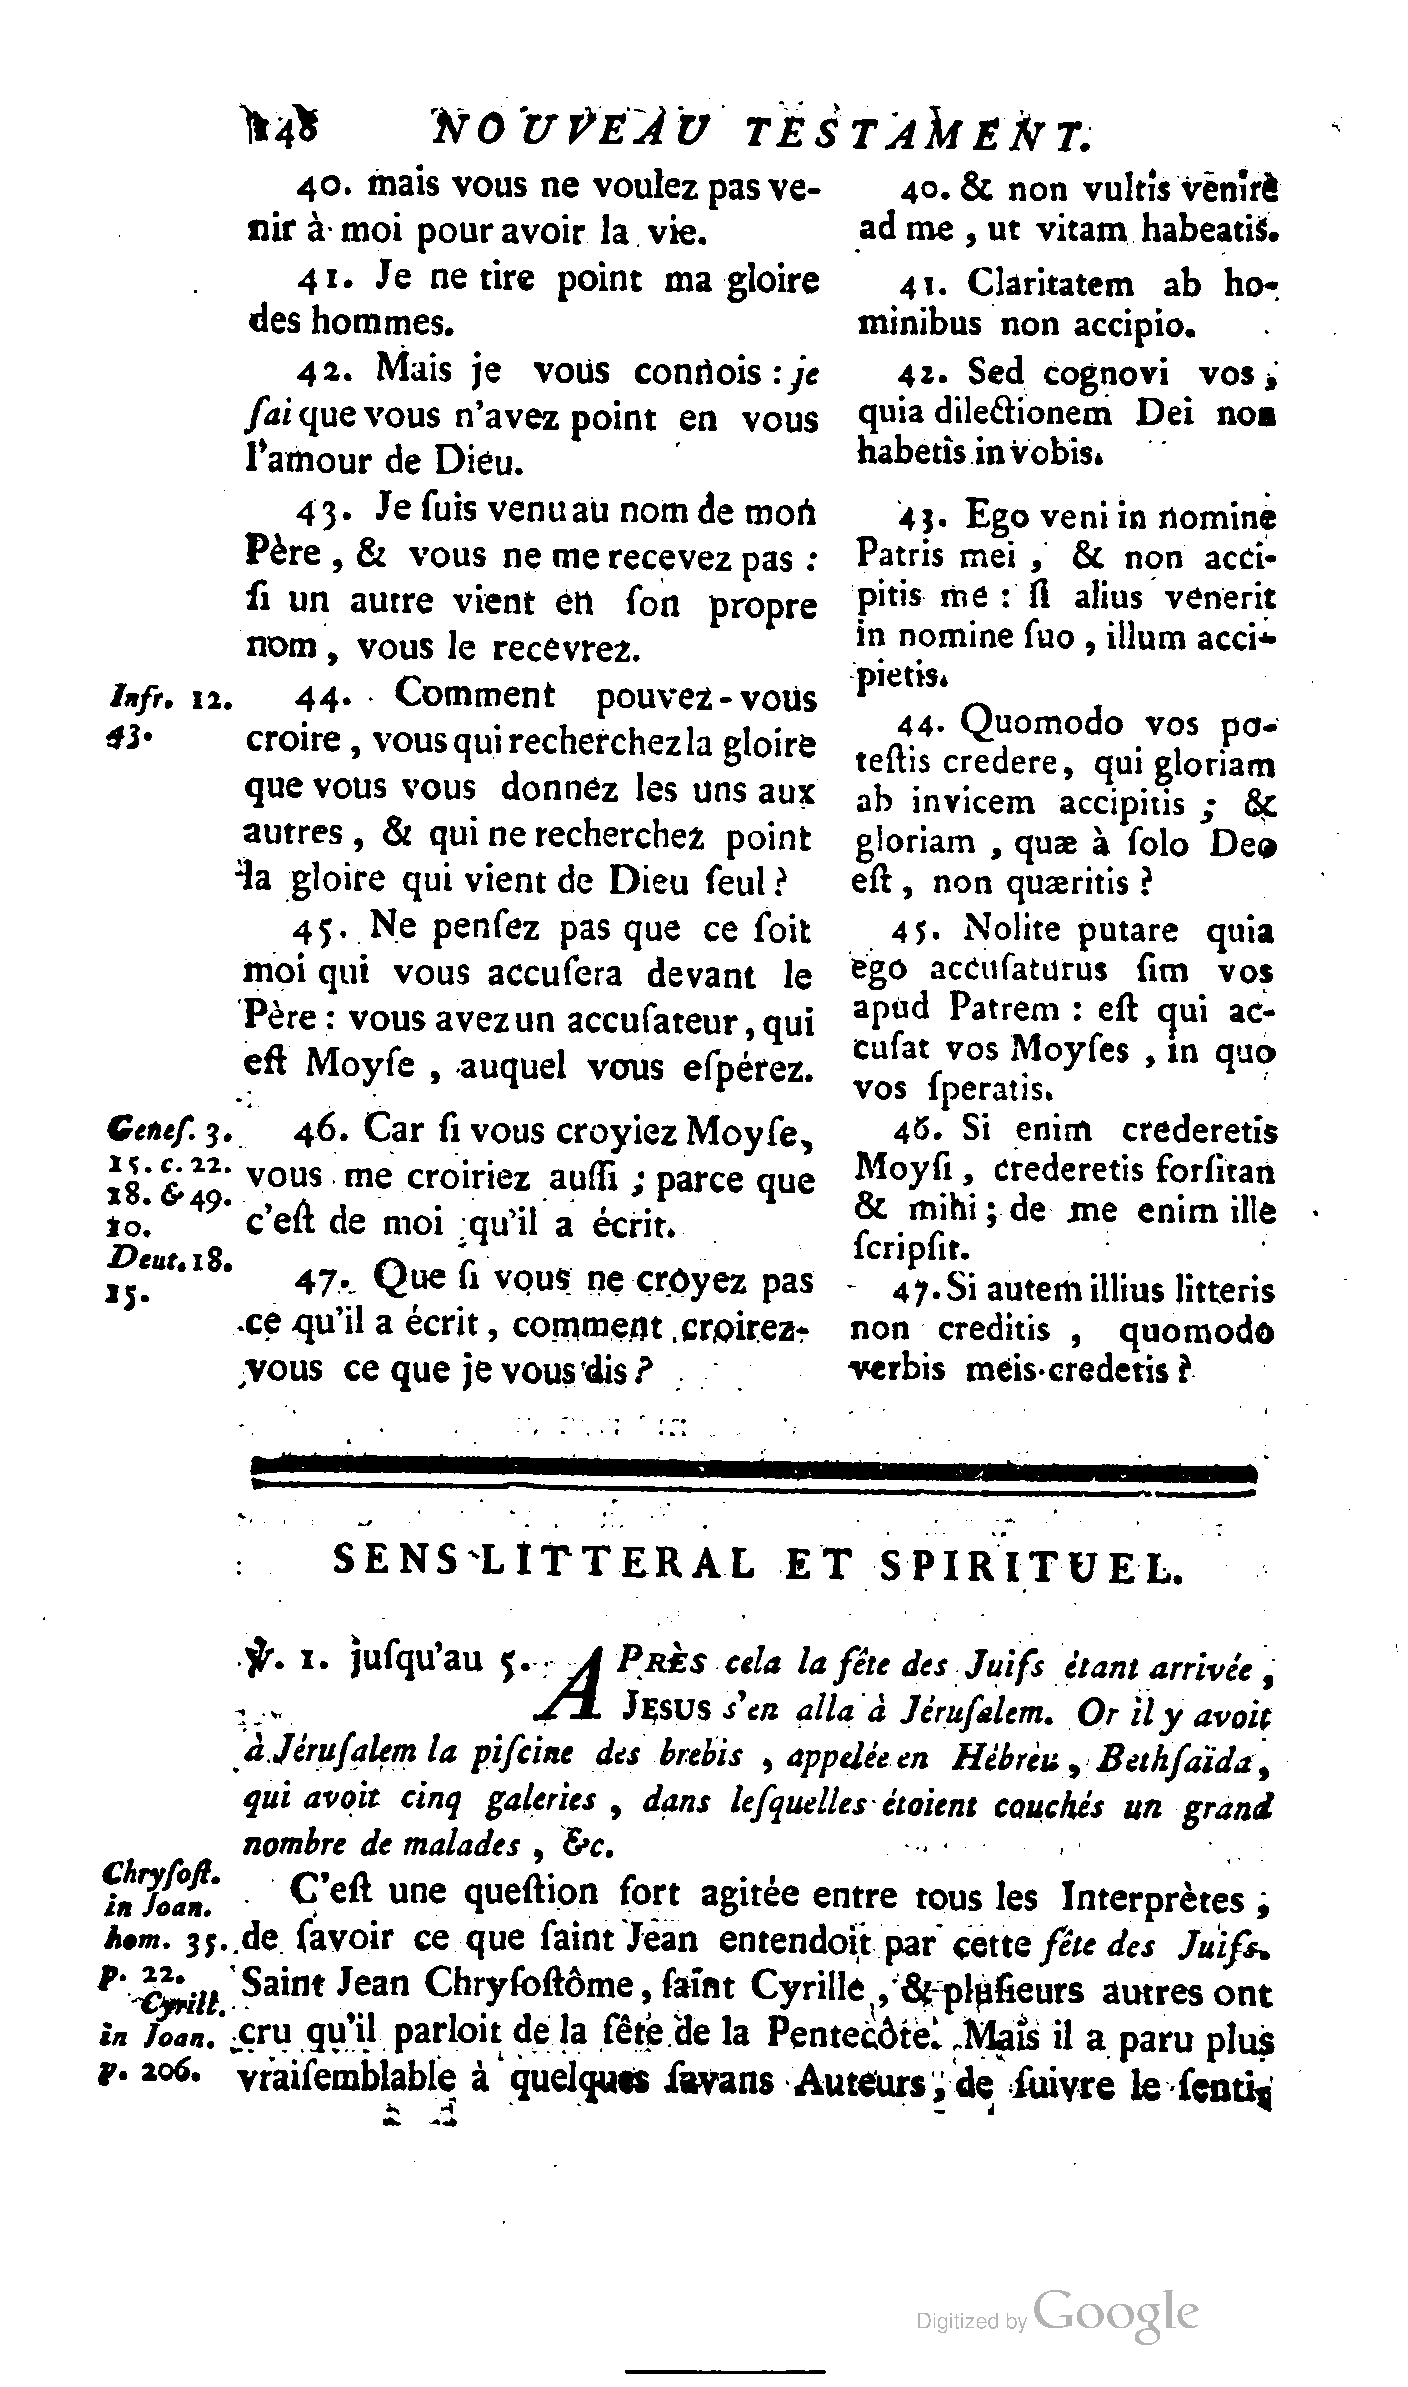 148 NOUVEAU TESTAMENT.
40. mais vous ne voulez pas ve-
nir à moi pour avoir la vie.
41. Je ne tire point ma gloire
des hommes.
42. Mais je vous connois : je
ſai que vous n'avez point en vous
l'amour de Dieu.
43. Je ſuis venu au nom de mon
Père, & vous ne me recevez pas :
ſi un autre vient en ſon propre
nom, vous le recevrez.
Infr. 12.
43.
44. Comment pouvez-vous
croire, vous qui recherchez la gloire
que vous vous donnez les uns aux
autres, & qui ne recherchez point
la gloire qui vient de Dieu ſeul ?
45. Ne penſez pas que ce ſoit
moi qui vous accuſera devant le
Père : vous avez un accuſateur, qui
eſt Moyſe, auquel vous eſpérez.
Geneſ. 3.
15. c. 22.
18. & 49.
10.
Deut. 18.
15.
46. Car ſi vous croyiez Moyſe,
vous me croiriez auſſi ; parce que
c'eſt de moi qu'il a écrit.
47. Que ſi vous ne croyez pas
ce qu'il a écrit, comment croirez-
vous ce que je vous dis ?
40. & non vultis venire
ad me, ut vitam habeatis.
41. Claritatem ab ho-
minibus non accipio.
42. Sed cognovi vos,
quia dilectionem Dei non
habetis in vobis.
43. Ego veni in nomine
Patris mei, & non acci-
pitis me : ſi alius venerit
in nomine ſuo, illum acci-
pietis.
44. Quomodo vos po-
teſtis credere, qui gloriam
ab invicem accipitis ; &
gloriam, quæ à ſolo Deo
eſt, non quæritis ?
45. Nolite putare quia
ego accuſaturus ſim vos
apud Patrem : eſt qui ac-
cuſat vos Moyſes, in quo
vos ſperatis.
46. Si enim crederetis
Moyſi, crederetis forſitan
& mihi ; de me enim ille
ſcripſit.
47. Si autem illius litteris
non creditis, quomodo
verbis meis credetis ?
SENS LITTERAL ET SPIRITUEL.
℣. 1. juſqu'au 5. APRÈS cela la fête des Juifs étant arrivée,
JESUS s'en alla à Jéruſalem. Or il y avoit
à Jéruſalem la piſcine des brebis, appelée en Hébreu, Bethſaïda,
qui avoit cinq galeries, dans leſquelles étoient couchés un grand
nombre de malades, &c.
Chryſoſt.
in Joan.
hom. 35.
p. 22.
Cyrill.
in Joan.
p. 206.
C'eſt une queſtion fort agitée entre tous les Interprètes ;
de ſavoir ce que ſaint Jean entendoit par cette fête des Juifs.
Saint Jean Chryſoſtôme, ſaint Cyrille, & pluſieurs autres ont
cru qu'il parloit de la fête de la Pentecôte. Mais il a paru plus
vraiſemblable à quelques ſavans Auteurs, de ſuivre le ſenti-
Digitized by Google